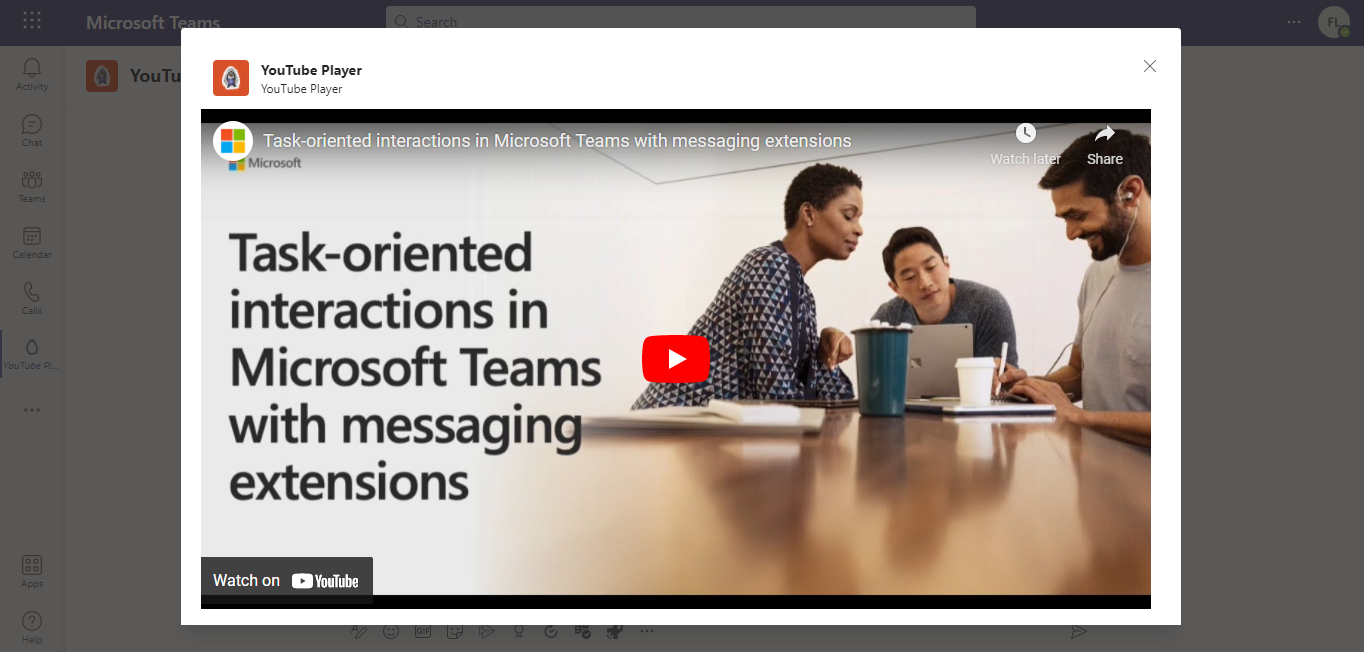 Microsoft Teams
Search
FL
Activity
Chat
Teams
Calendar
Calls
YouTube Pl...
Apps
Help
YouTu
YouTube Player
YouTube Player
Task-oriented interactions in Microsoft Teams with messaging extensions
Watch later
Share
Microsoft
Task-oriented
interactions in
Microsoft Teams
with messaging
extensions
Watch on YouTube
GIF